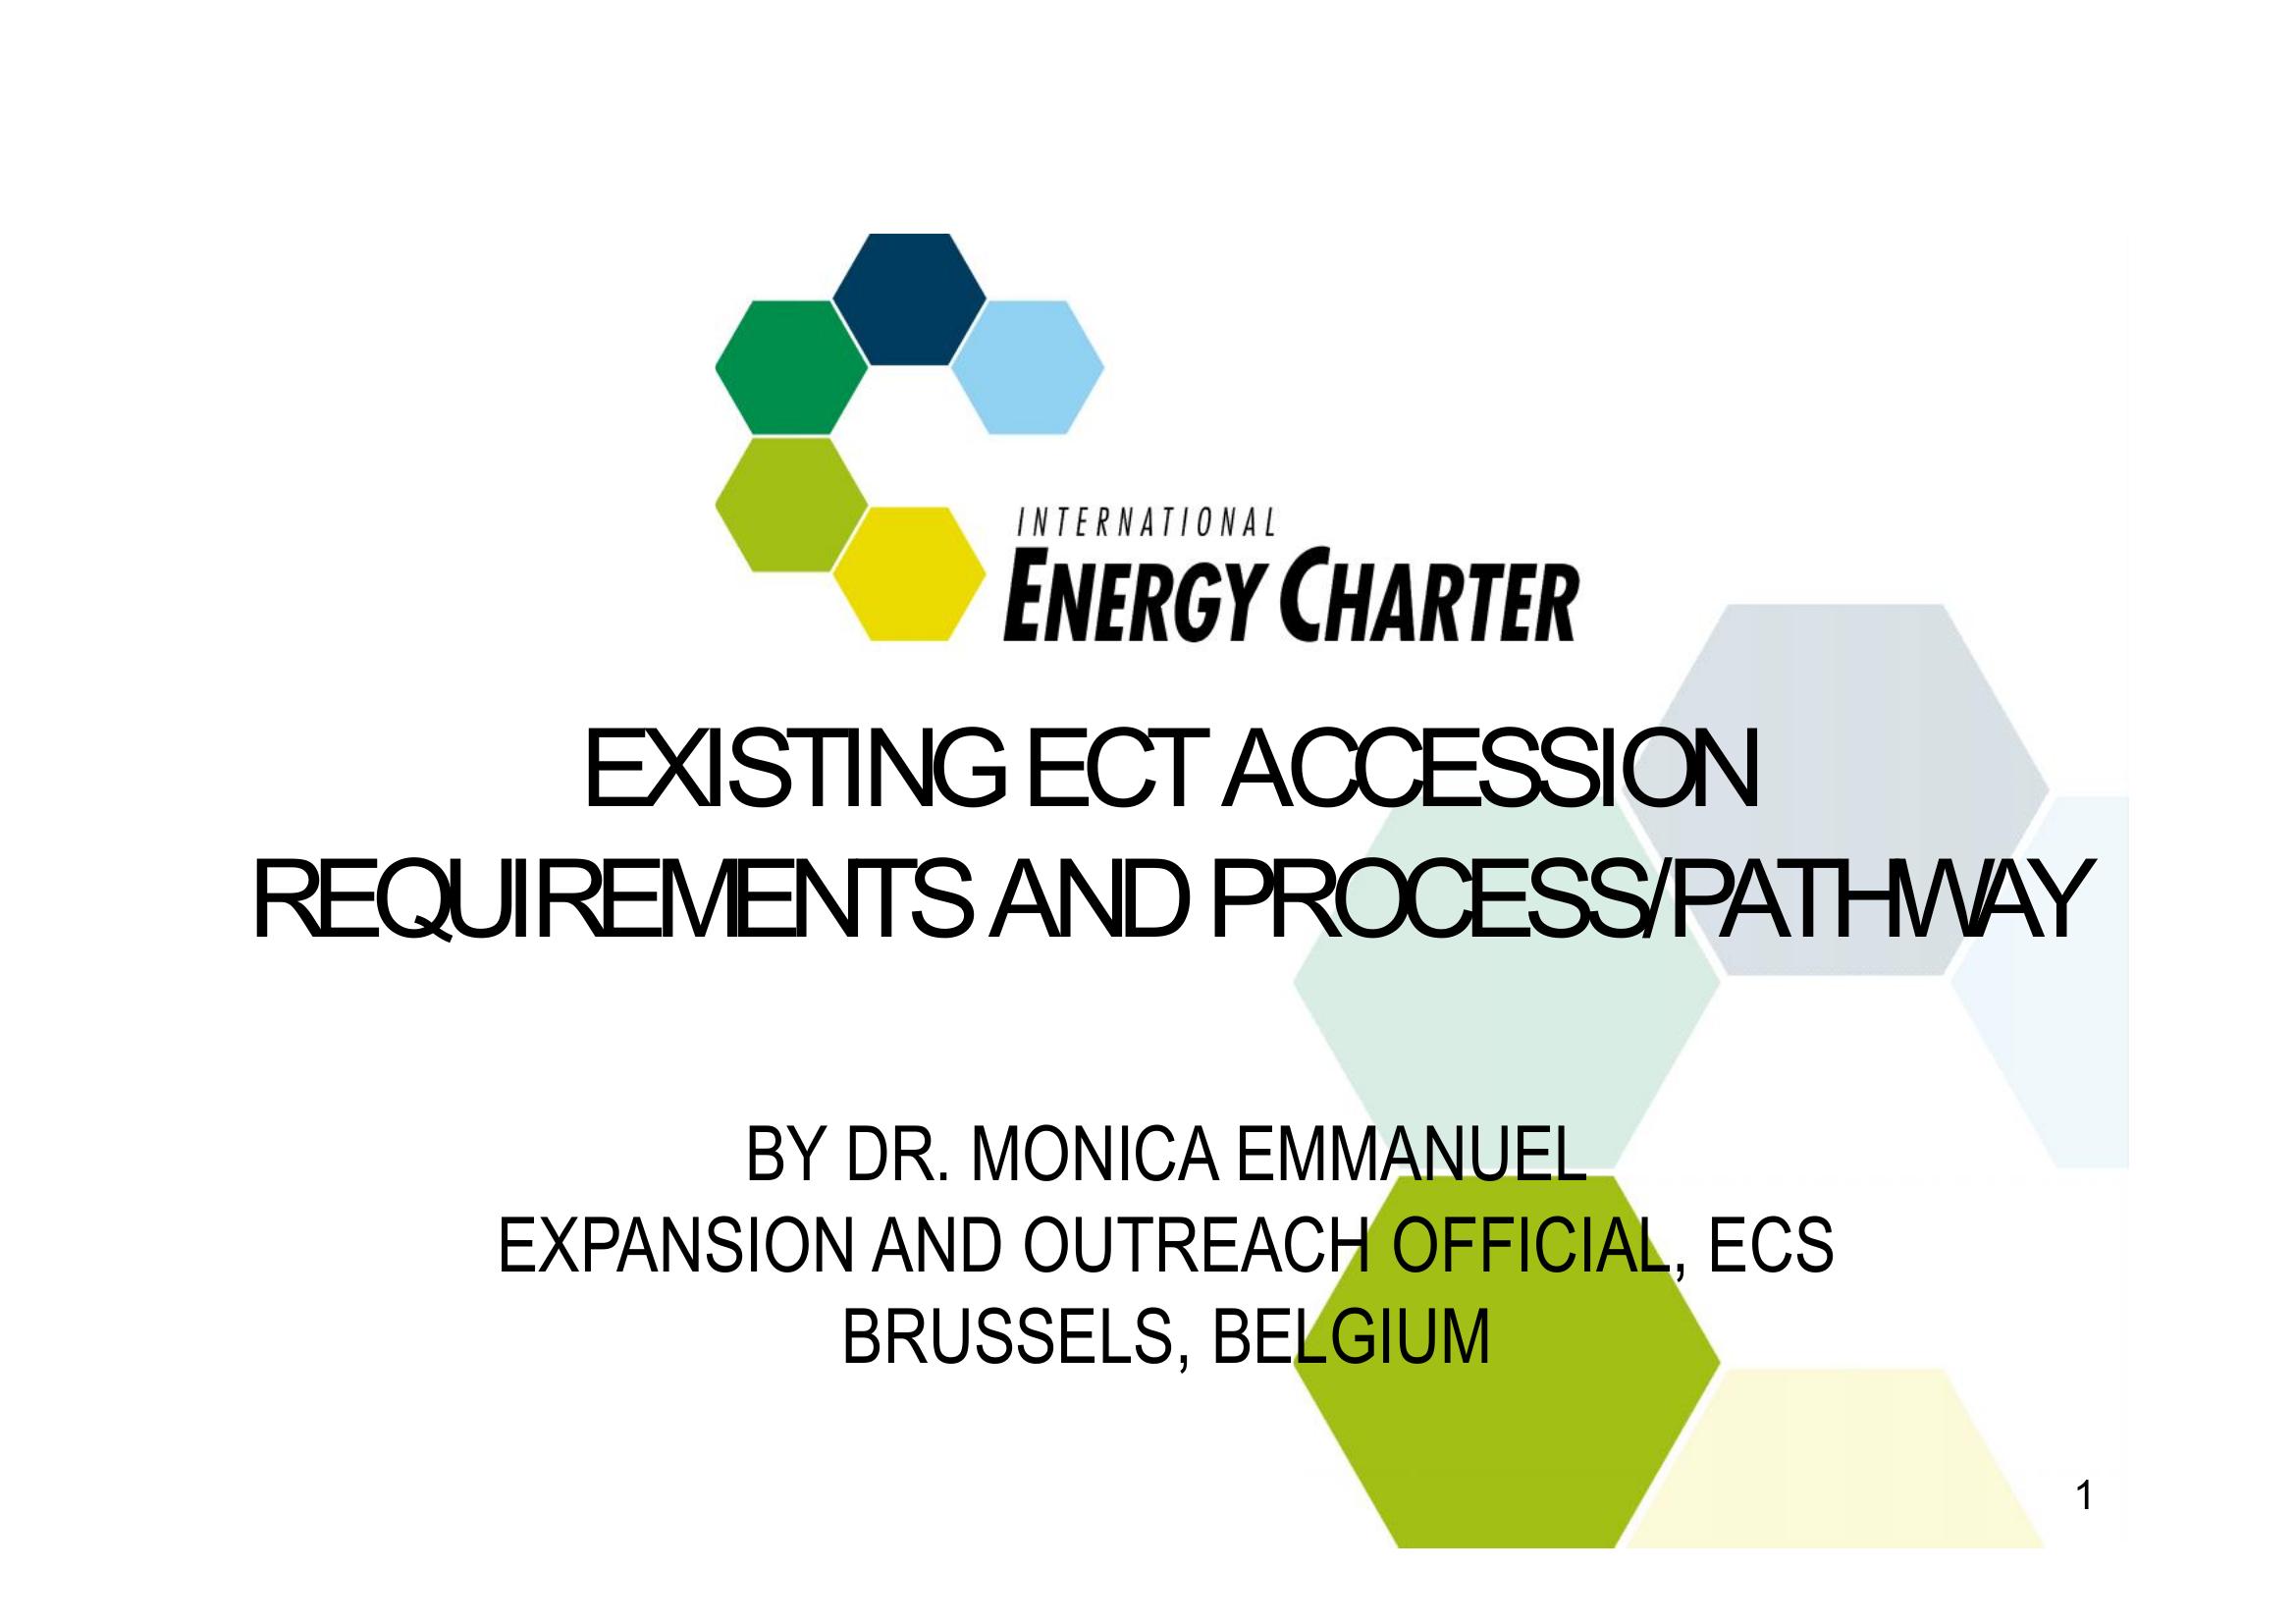 INTERNATIONAL
ENERGY CHARTER
EXISTING ECT ACCESSION
REQUIREMENTS AND PROCESS/PATHWAY
BY DR. MONICA EMMANUEL
EXPANSION AND OUTREACH OFFICIAL, ECS
BRUSSELS, BELGIUM
1